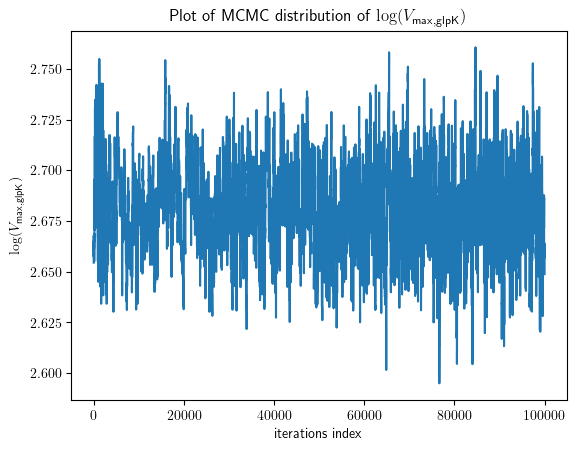 Plot of MCMC distribution of log(V_max,glpK)
log(V_max,glpK)
2.750
2.725
2.700
2.675
2.650
2.625
2.600
0 20000 40000 60000 80000 100000
iterations index